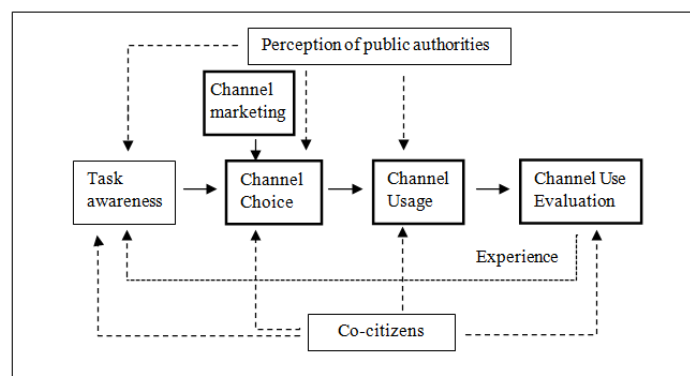 Perception of public authorities
Channel
marketing
Task
awareness
Channel
Choice
Channel
Usage
Channel Use
Evaluation
Experience
Co-citizens